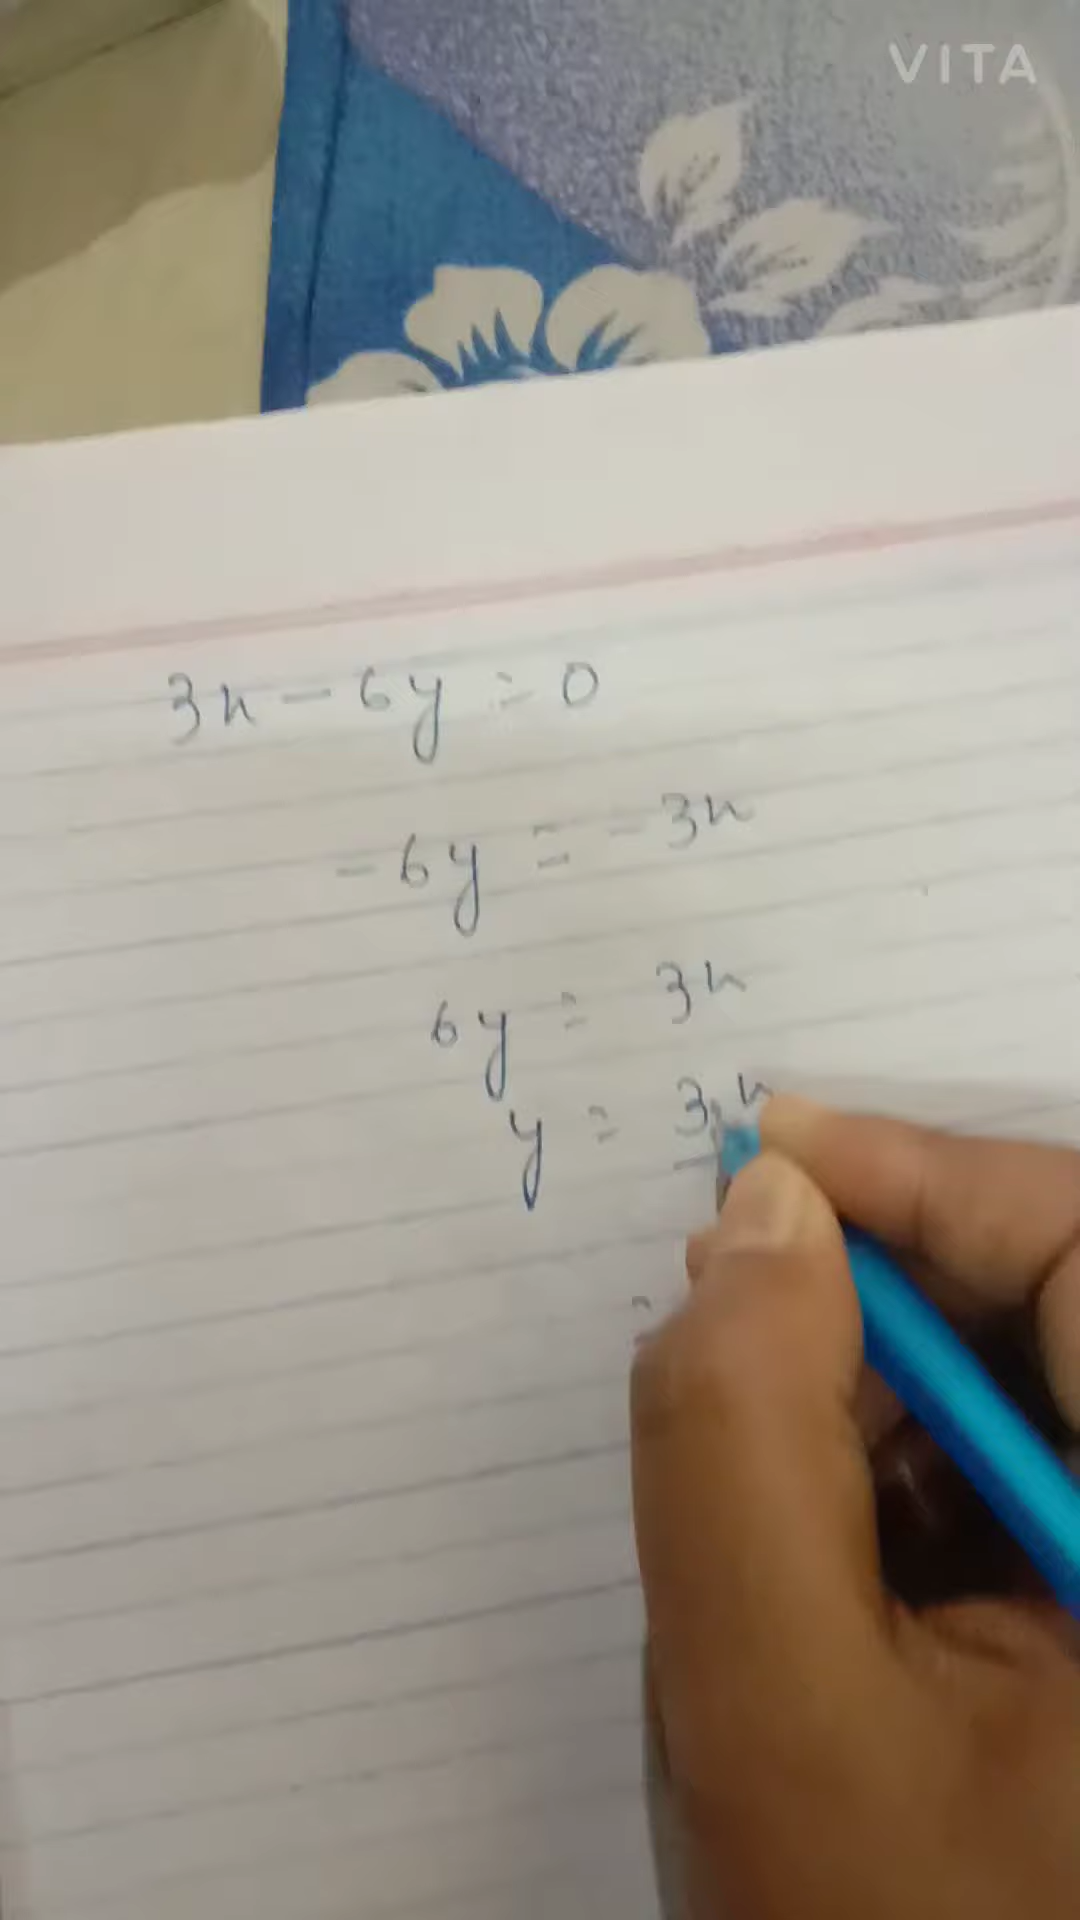 VITA
3x - 6y = 0
-6y = -3x
6y = 3x
y = 3x
=